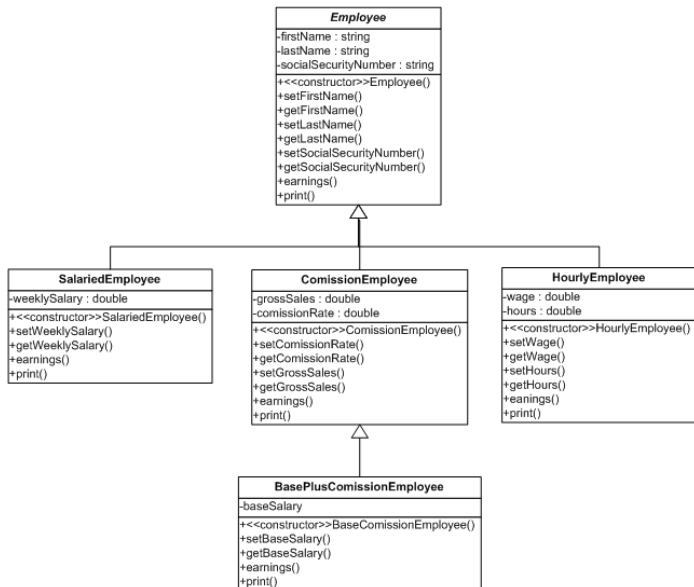 Employee
-firstName : string
-lastName : string
-socialSecurityNumber : string
+<<constructor>>Employee()
+setFirstName()
+getFirstName()
+setLastName()
+getLastName()
+setSocialSecurityNumber()
+getSocialSecurityNumber()
+earnings()
+print()
SalariedEmployee
-weeklySalary : double
+<<constructor>>SalariedEmployee()
+setWeeklySalary()
+getWeeklySalary()
+earnings()
+print()
ComissionEmployee
-grossSales : double
-comissionRate : double
+<<constructor>>ComissionEmployee()
+setComissionRate()
+getComissionRate()
+setGrossSales()
+getGrossSales()
+earnings()
+print()
HourlyEmployee
-wage : double
-hours : double
+<<constructor>>HourlyEmployee()
+setWage()
+getWage()
+setHours()
+getHours()
+eanings()
+print()
BasePlusComissionEmployee
-baseSalary
+<<constructor>>BaseComissionEmployee()
+setBaseSalary()
+getBaseSalary()
+earnings()
+print()